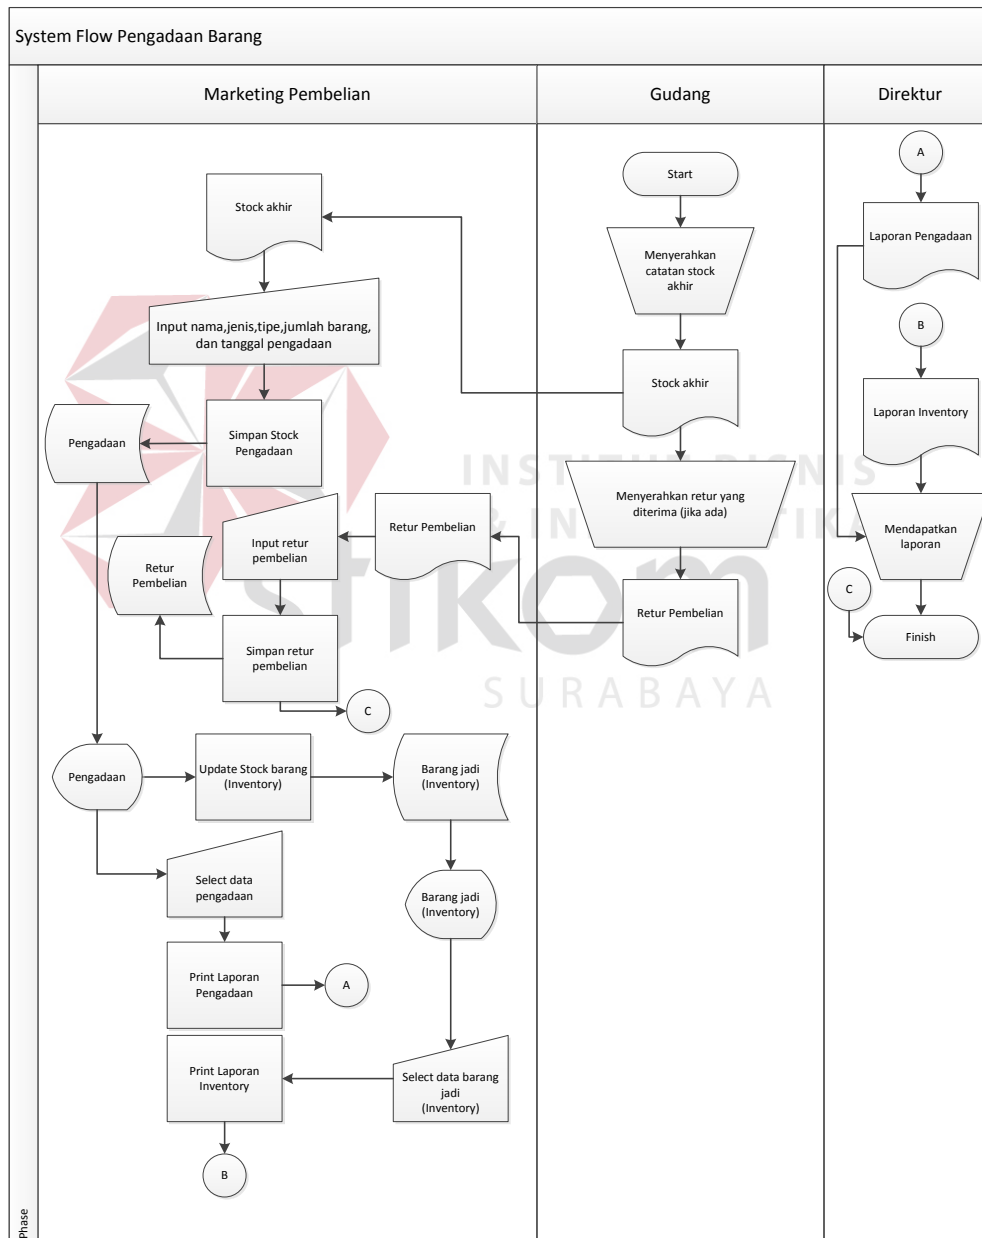 System Flow Pengadaan Barang
Marketing Pembelian
Gudang
Direktur
Stock akhir
Input nama,jenis,tipe,jumlah barang,
dan tanggal pengadaan
Simpan Stock
Pengadaan
Pengadaan
Retur
Pembelian
Input retur
pembelian
Retur Pembelian
Simpan retur
pembelian
C
Pengadaan
Update Stock barang
(Inventory)
Barang jadi
(Inventory)
Select data
pengadaan
Barang jadi
(Inventory)
Print Laporan
Pengadaan
A
Print Laporan
Inventory
Select data barang
jadi
(Inventory)
B
Start
Menyerahkan
catatan stock
akhir
Stock akhir
Menyerahkan retur yang
diterima (jika ada)
Retur Pembelian
A
Laporan Pengadaan
B
Laporan Inventory
Mendapatkan
laporan
C
Finish
Phase
stikom
SURABAYA